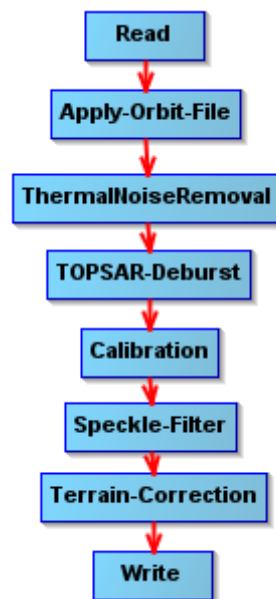 Read
Apply-Orbit-File
ThermalNoiseRemoval
TOPSAR-Deburst
Calibration
Speckle-Filter
Terrain-Correction
Write